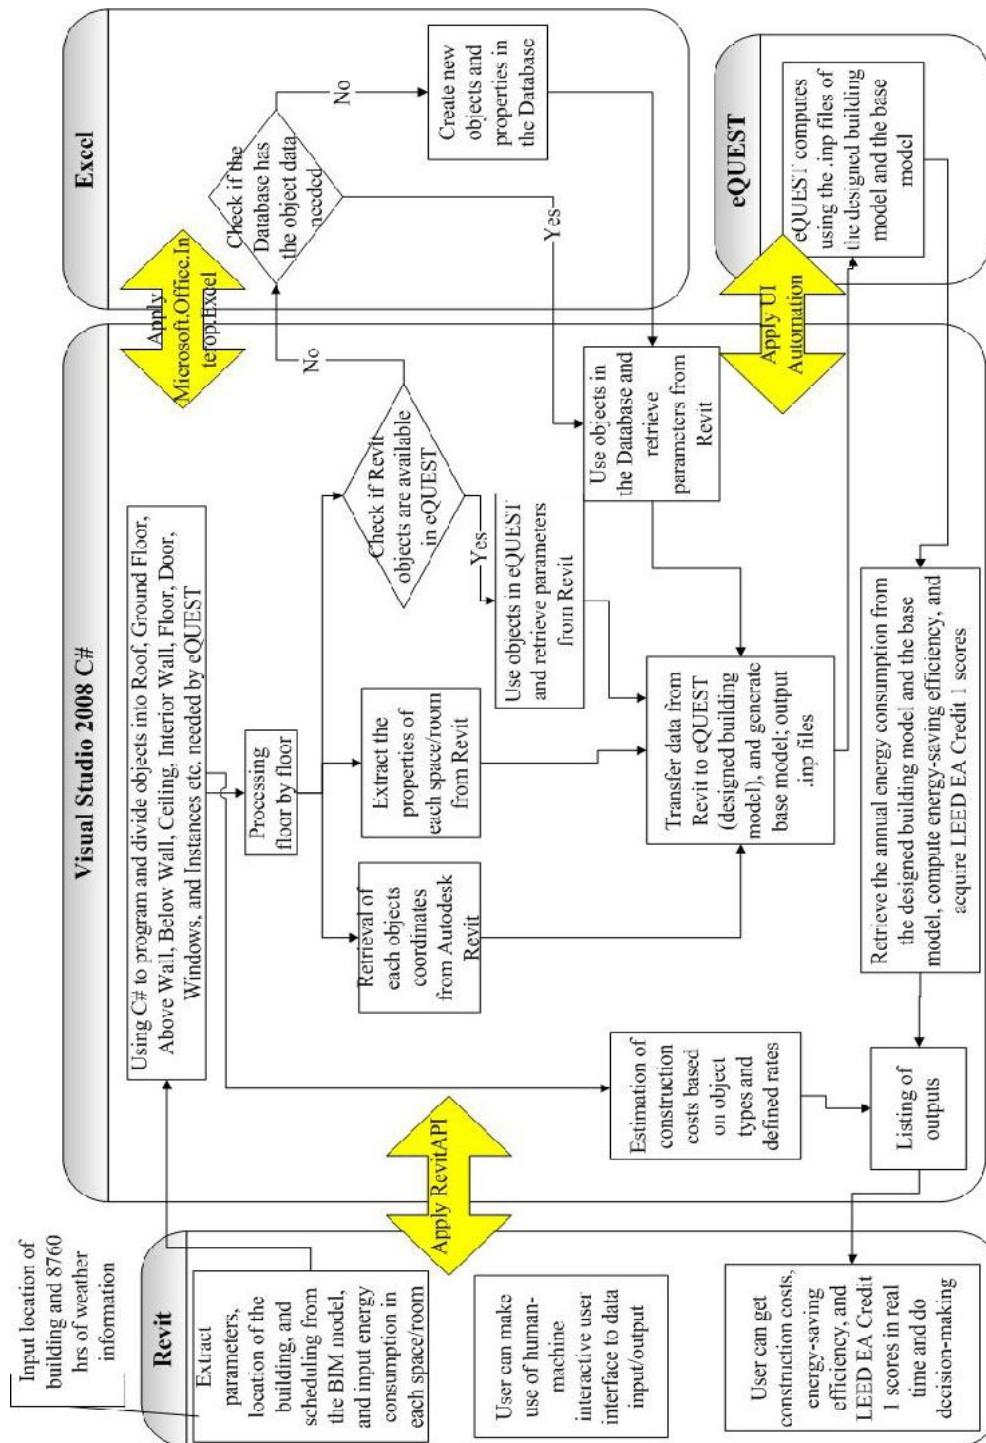 Input location of
building and 8760
hrs of weather
information
Revit
Extract
parameters,
location of the
building, and
scheduling from
the BIM model,
and input energy
consumption in
each space/room
User can make
use of human-
machine
interactive user
interface to data
input/output
User can get
construction costs,
energy-saving
efficiency, and
LEED EA Credit
1 scores in real
time and do
decision-making
Apply RevitAPI
Visual Studio 2008 C#
Using C# to program and divide objects into Roof, Ground Floor,
Above Wall, Below Wall, Ceiling, Interior Wall, Floor, Door,
Windows, and Instances etc. needed by eQUEST
Processing
floor by floor
Retrieval of
each objects
coordinates
from Autodesk
Revit
Extract the
properties of
each space/room
from Revit
Check if Revit
objects are available
in eQUEST
No
Yes
Use objects in eQUEST
and retrieve parameters
from Revit
Use objects in
the Database and
retrieve
parameters from
Revit
Transfer data from
Revit to eQUEST
(designed building
model), and generate
base model; output
.inp files
Estimation of
construction
costs based
on object
types and
defined rates
Listing of
outputs
Retrieve the annual energy consumption from
the designed building model and the base
model, compute energy-saving efficiency, and
acquire LEED EA Credit 1 scores
Apply
Microsoft.Office.In
terop.Excel
Excel
Check if the
Database has
the object data
needed
No
Yes
Create new
objects and
properties in
the Database
Apply UI
Automation
eQUEST
eQUEST computes
using the .inp files of
the designed building
model and the base
model